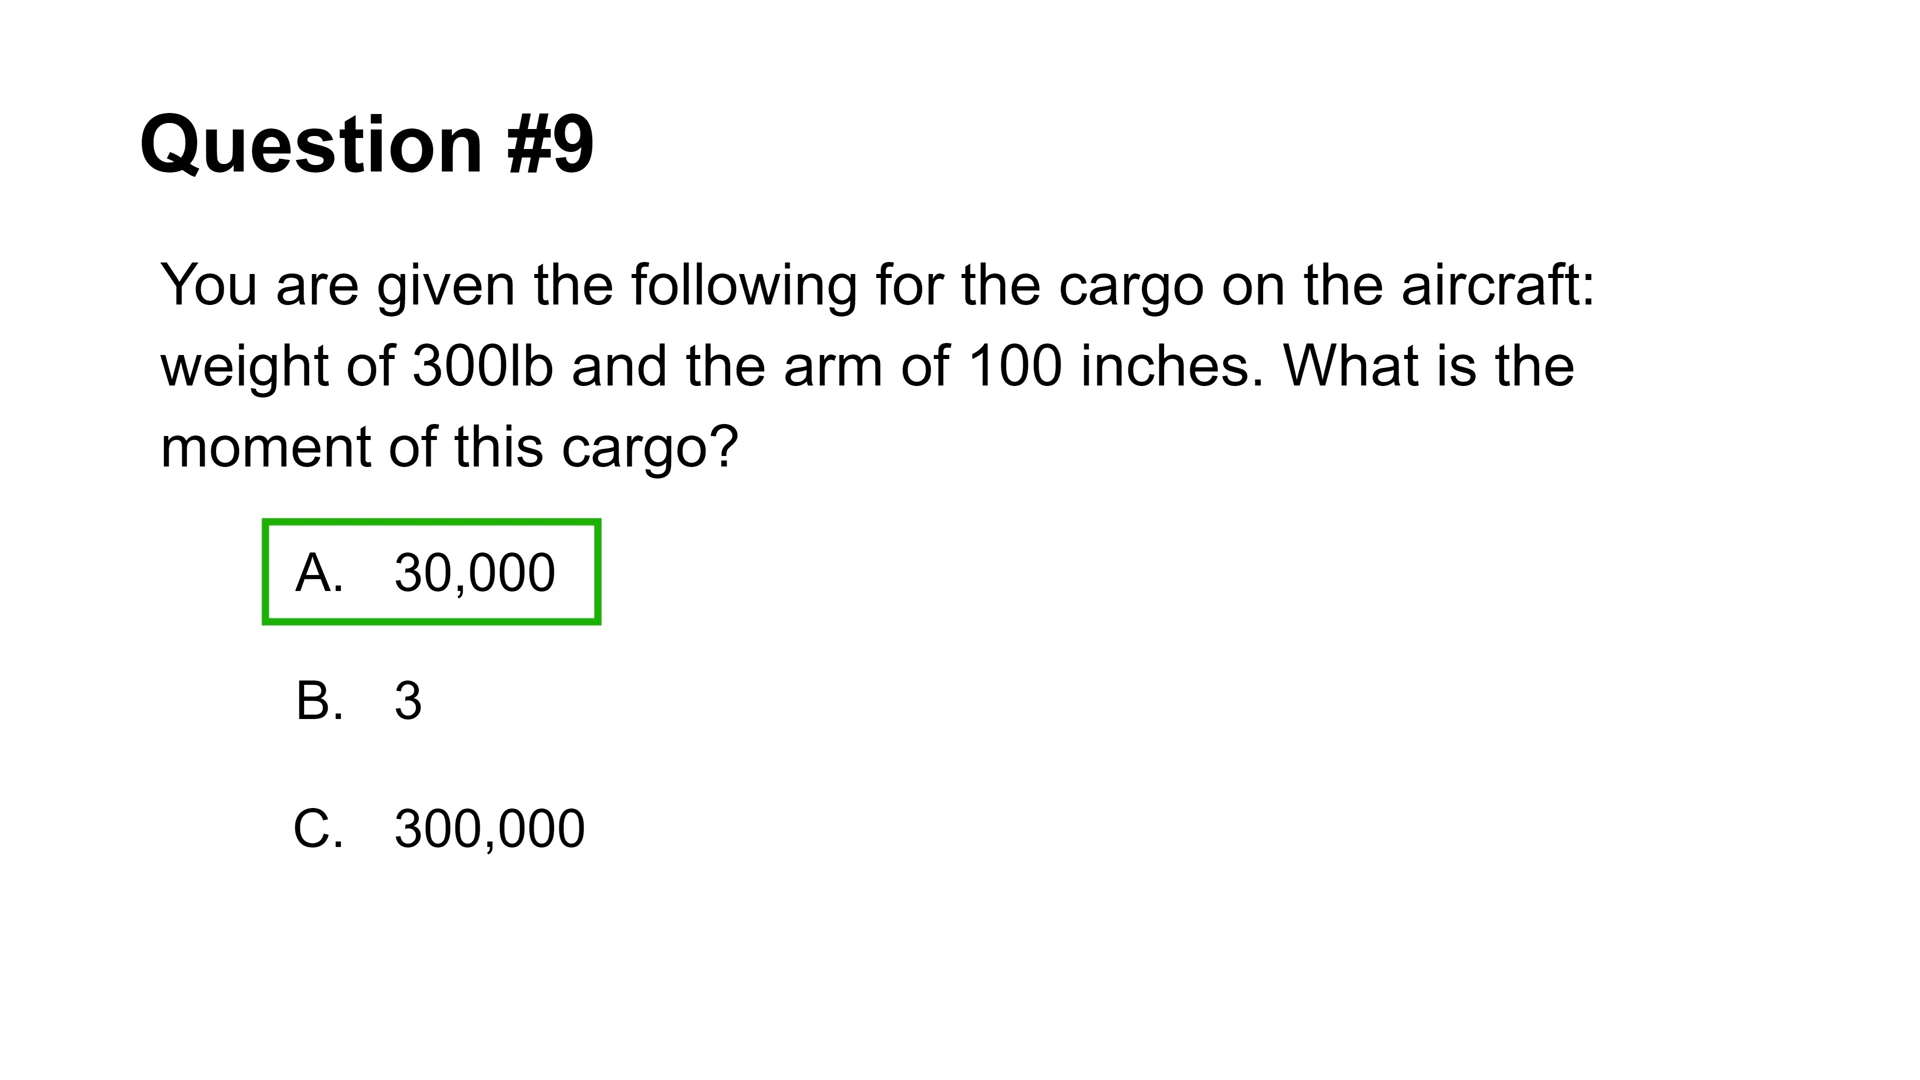 Question #9
You are given the following for the cargo on the aircraft:
weight of 300lb and the arm of 100 inches. What is the
moment of this cargo?
A. 30,000
B. 3
C. 300,000